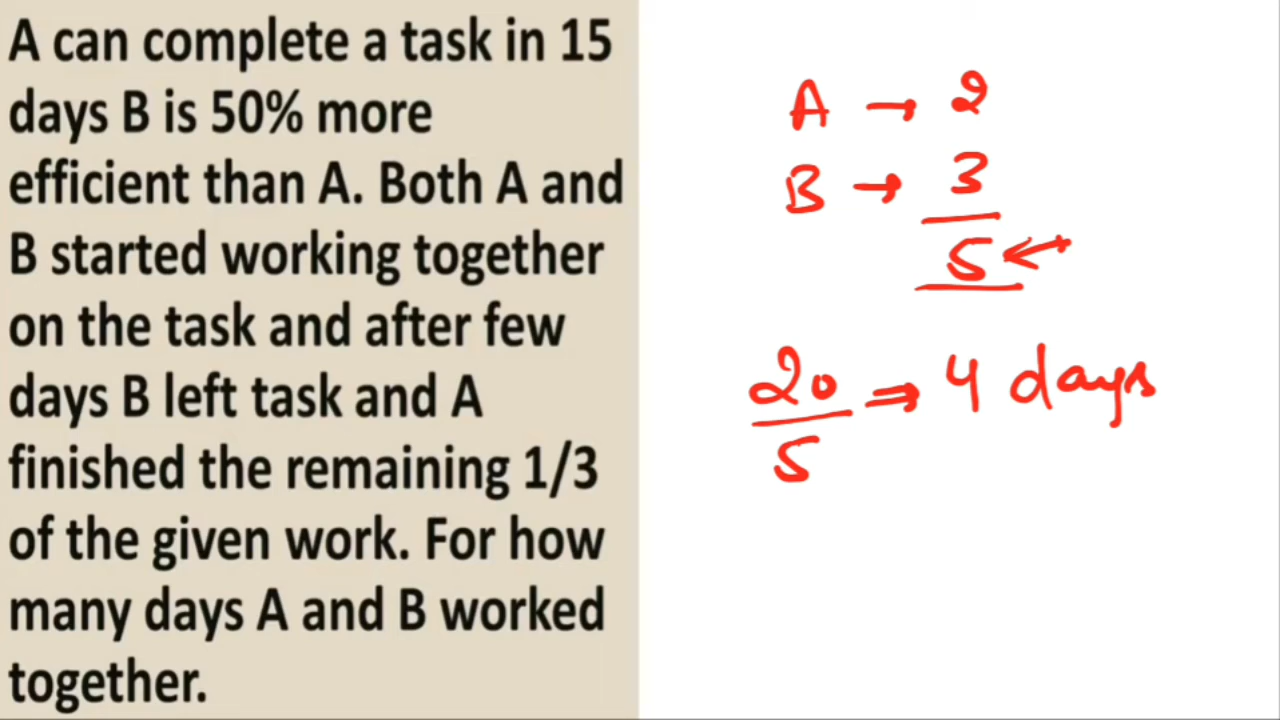 A can complete a task in 15
days B is 50% more
efficient than A. Both A and
B started working together
on the task and after few
days B left task and A
finished the remaining 1/3
of the given work. For how
many days A and B worked
together.
A → 2
B → 3
5
20/5 ⇒ 4 days